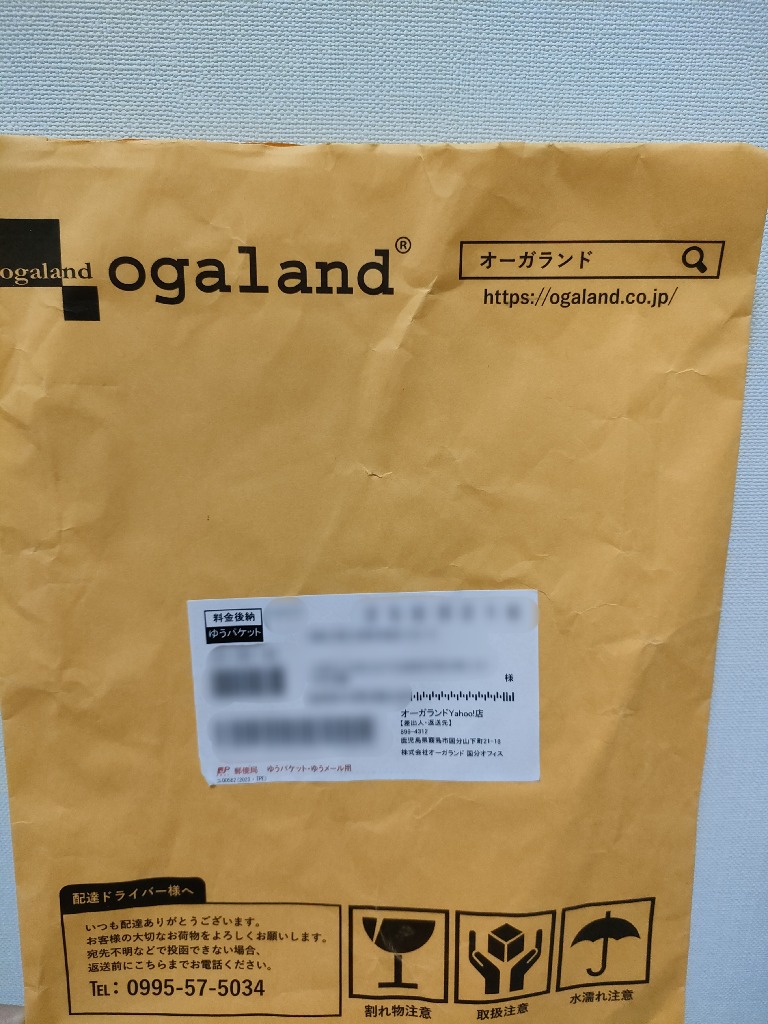 ogaland
ogaland®
オーガランド
https://ogaland.co.jp/
料金後納
ゆうパケット
様
オーガランドYahoo!店
【差出人・返送先】
899-4312
鹿児島県霧島市国分山下町21-18
株式会社オーガランド 国分オフィス
郵便局 ゆうパケット・ゆうメール用
配達ドライバー様へ
いつも配達ありがとうございます。
お客様の大切なお荷物をよろしくお願いします。
宛先不明などで投函できない場合、
返送前にこちらまでお電話ください。
TEL: 0995-57-5034
割れ物注意
取扱注意
水濡れ注意